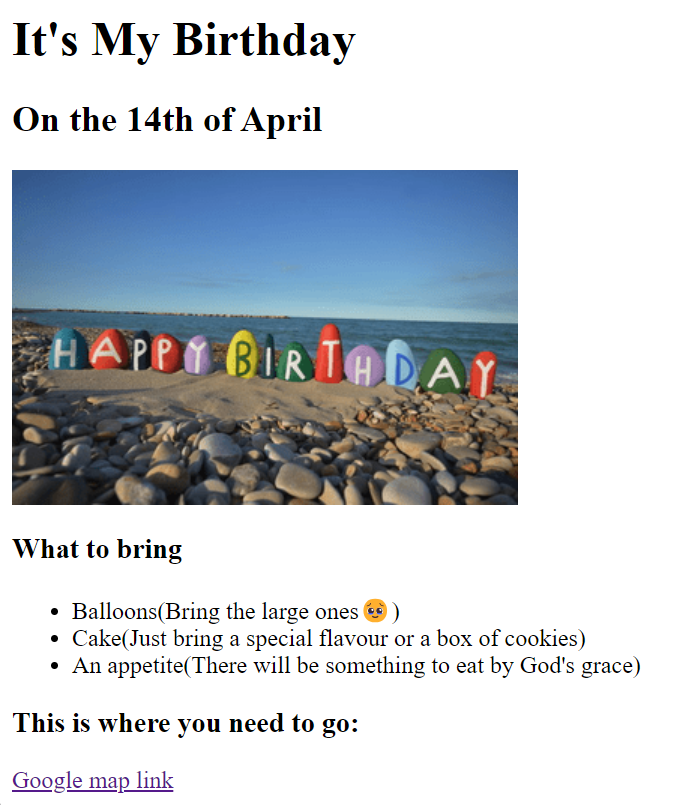 It's My Birthday
On the 14th of April
HAPPY BIRTHDAY
What to bring
Balloons(Bring the large ones🥺)
Cake(Just bring a special flavour or a box of cookies)
An appetite(There will be something to eat by God's grace)
This is where you need to go:
Google map link